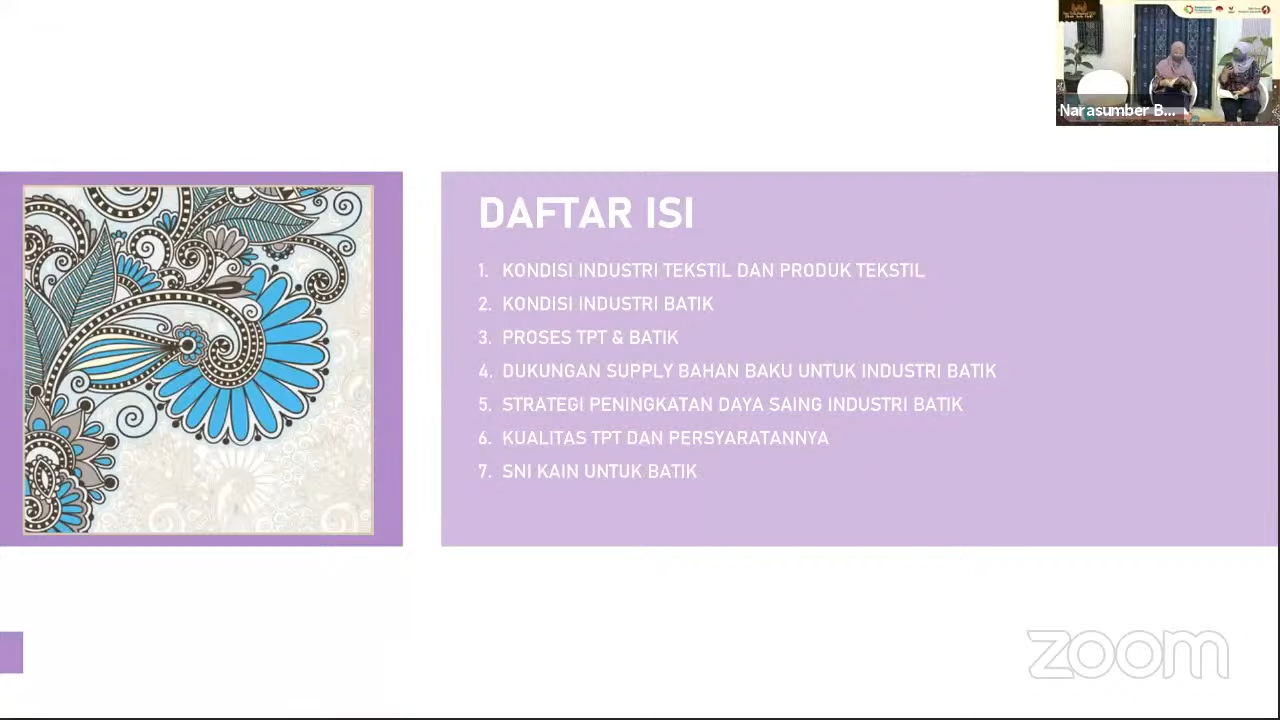 Narasumber B...
DAFTAR ISI
1. KONDISI INDUSTRI TEKSTIL DAN PRODUK TEKSTIL
2. KONDISI INDUSTRI BATIK
3. PROSES TPT & BATIK
4. DUKUNGAN SUPPLY BAHAN BAKU UNTUK INDUSTRI BATIK
5. STRATEGI PENINGKATAN DAYA SAING INDUSTRI BATIK
6. KUALITAS TPT DAN PERSYARATANNYA
7. SNI KAIN UNTUK BATIK
zoom